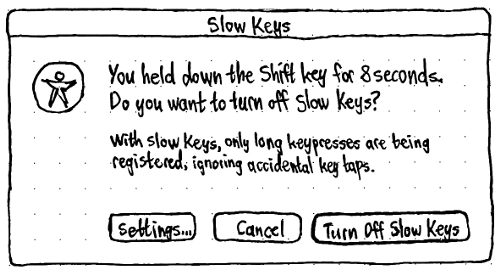 Slow Keys
You held down the Shift key for 8 seconds.
Do you want to turn off Slow Keys?
With slow keys, only long keypresses are being
registered, ignoring accidental key taps.
Settings...
Cancel
Turn Off Slow Keys